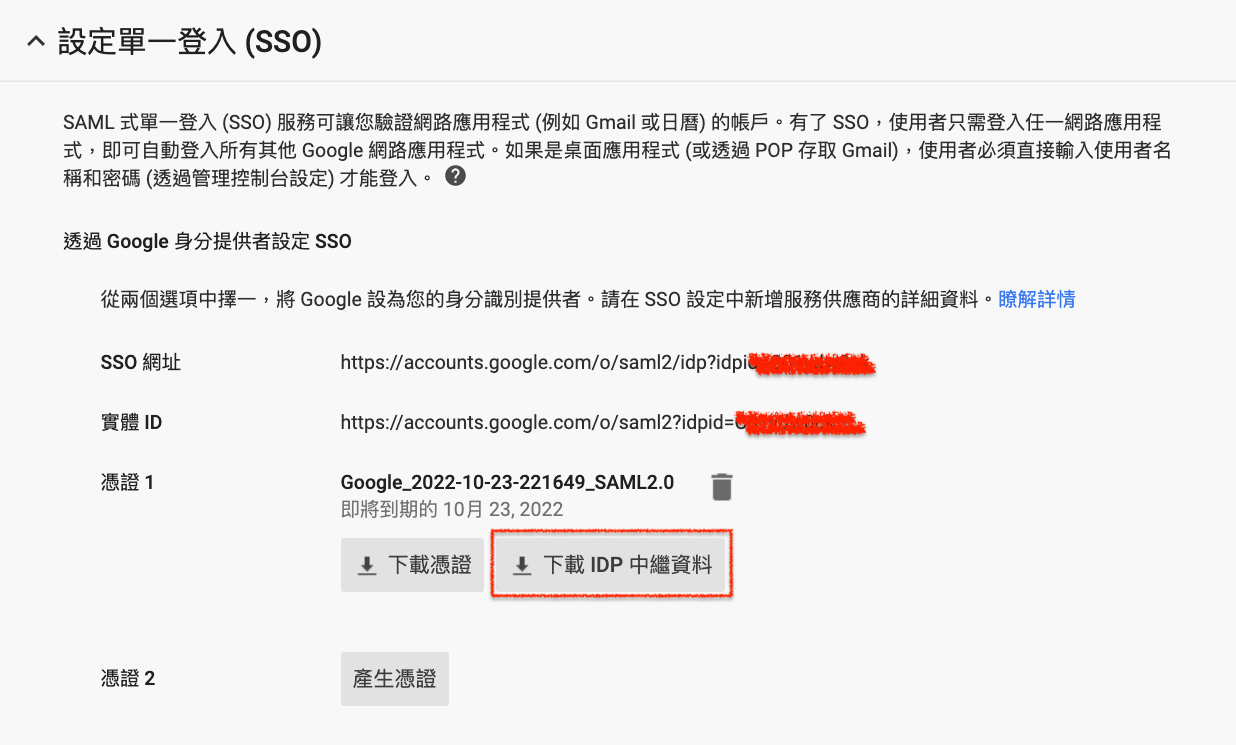 設定單一登入 (SSO)
SAML 式單一登入 (SSO) 服務可讓您驗證網路應用程式 (例如 Gmail 或日曆) 的帳戶。有了 SSO，使用者只需登入任一網路應用程
式，即可自動登入所有其他 Google 網路應用程式。如果是桌面應用程式 (或透過 POP 存取 Gmail)，使用者必須直接輸入使用者名
稱和密碼 (透過管理控制台設定) 才能登入。
透過 Google 身分提供者設定 SSO
從兩個選項中擇一，將 Google 設為您的身分識別提供者。請在 SSO 設定中新增服務供應商的詳細資料。瞭解詳情
SSO 網址 https://accounts.google.com/o/saml2/idp?idpid
實體 ID https://accounts.google.com/o/saml2?idpid=
憑證 1 Google_2022-10-23-221649_SAML2.0
即將到期的 10月 23, 2022
下載憑證 下載 IDP 中繼資料
憑證 2 產生憑證